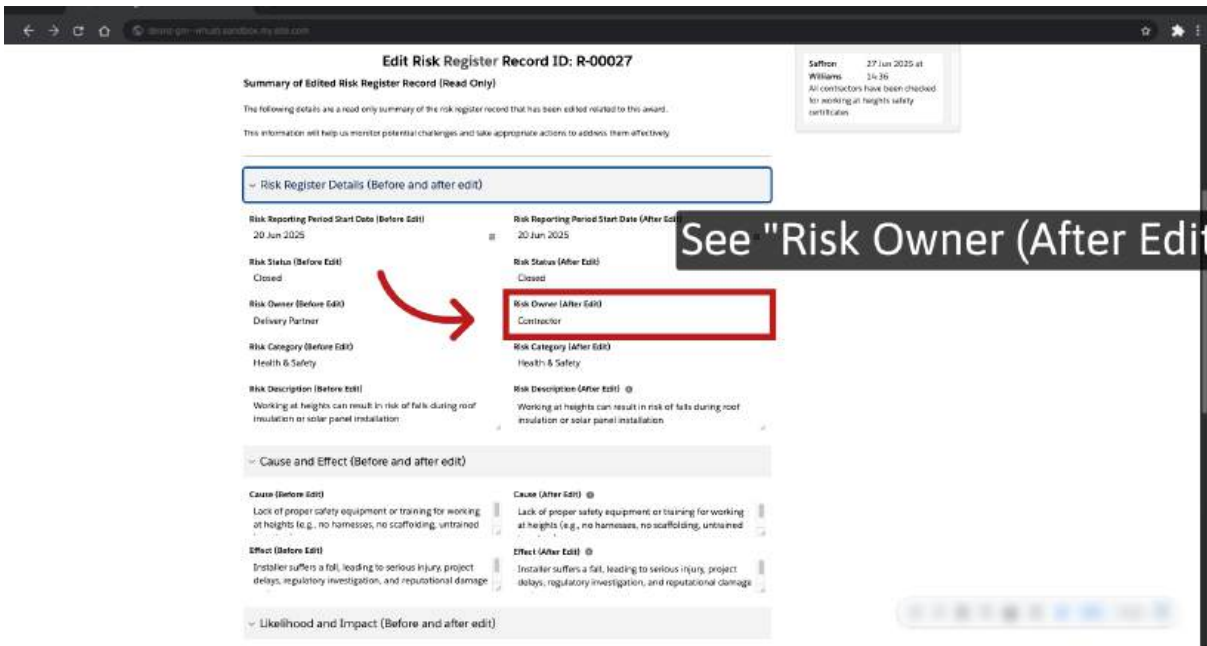 Edit Risk Register Record ID: R-00027
Summary of Edited Risk Register Record (Read Only)
The following details are a read only summary of the risk register record that has been edited related to this award.
This information will help us monitor potential challenges and take appropriate actions to address them effectively
Saffron Williams
27 Jun 2025 at 14:36
All contractors have been checked
for working at heights safety
certificates
Risk Register Details (Before and after edit)
Risk Reporting Period Start Date (Before Edit)
20 Jun 2025
Risk Reporting Period Start Date (After Edit)
20 Jun 2025
See "Risk Owner (After Edit
Risk Status (Before Edit)
Closed
Risk Status (After Edit)
Closed
Risk Owner (Before Edit)
Delivery Partner
Risk Owner (After Edit)
Contractor
Risk Category (Before Edit)
Health & Safety
Risk Category (After Edit)
Health & Safety
Risk Description (Before Edit)
Working at heights can result in risk of falls during roof
insulation or solar panel installation
Risk Description (After Edit)
Working at heights can result in risk of falls during roof
insulation or solar panel installation
Cause and Effect (Before and after edit)
Cause (Before Edit)
Lack of proper safety equipment or training for working
at heights (e.g., no harnesses, no scaffolding, untrained
Cause (After Edit)
Lack of proper safety equipment or training for working
at heights (e.g., no harnesses, no scaffolding, untrained
Effect (Before Edit)
Installer suffers a fall, leading to serious injury, project
delays, regulatory investigation, and reputational damage
Effect (After Edit)
Installer suffers a fall, leading to serious injury, project
delays, regulatory investigation, and reputational damage
Likelihood and Impact (Before and after edit)